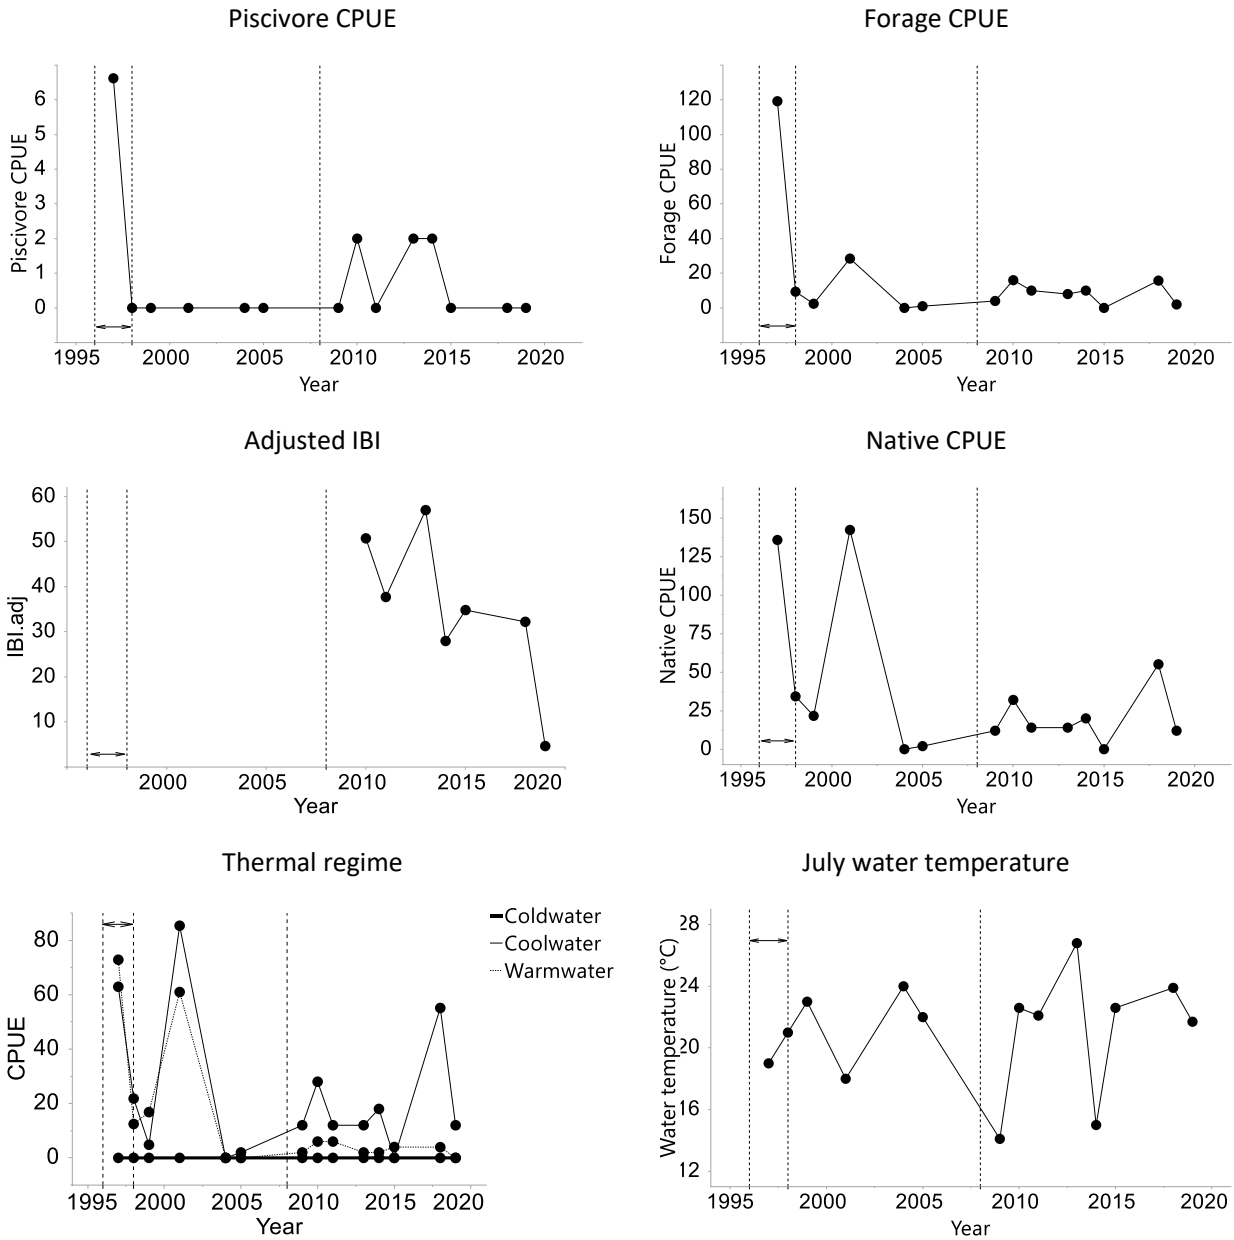 Piscivore CPUE
Forage CPUE
6
5
4
3
2
1
0
Piscivore CPUE
1995 2000 2005 2010 2015 2020
Year
120
100
80
60
40
20
0
Forage CPUE
1995 2000 2005 2010 2015 2020
Year
Adjusted IBI
Native CPUE
60
50
40
30
20
10
IBI.adj
2000 2005 2010 2015 2020
Year
150
125
100
75
50
25
0
Native CPUE
1995 2000 2005 2010 2015 2020
Year
Thermal regime
July water temperature
80
60
40
20
0
CPUE
1995 2000 2005 2010 2015 2020
Year
Coldwater
Coolwater
Warmwater
28
24
20
16
12
Water temperature (°C)
1995 2000 2005 2010 2015 2020
Year